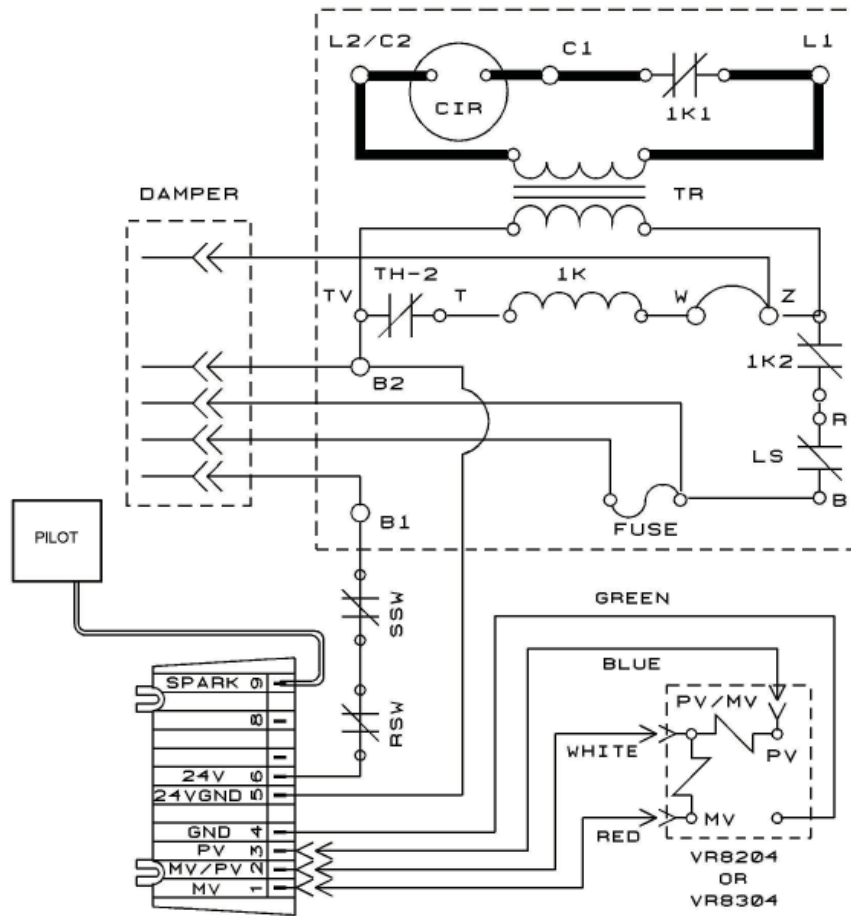 L2/C2
C1
L1
CIR
1K1
DAMPER
TR
TH-2
1K
TV
T
W
Z
B2
1K2
R
LS
B
FUSE
B1
PILOT
SSW
GREEN
BLUE
SPARK 9
8
RSW
PV/MV
WHITE
PV
24V 6
24VGND 5
GND 4
RED
MV
PV 3
MV/PV 2
MV 1
VR8204
OR
VR8304